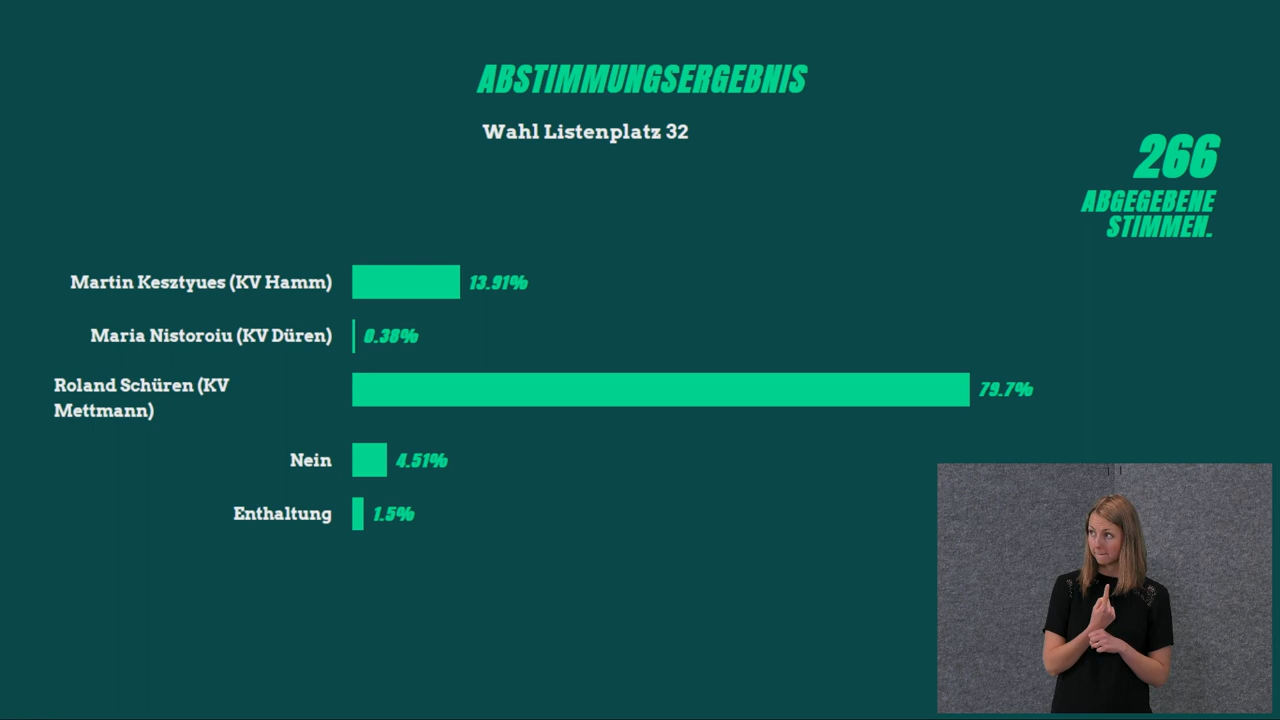 ABSTIMMUNGSERGEBNIS
Wahl Listenplatz 32
266
ABGEGEBENE
STIMMEN.
Martin Kesztyues (KV Hamm)
13.91%
Maria Nistoroiu (KV Düren)
0.38%
Roland Schüren (KV
Mettmann)
79.7%
Nein
4.51%
Enthaltung
1.5%